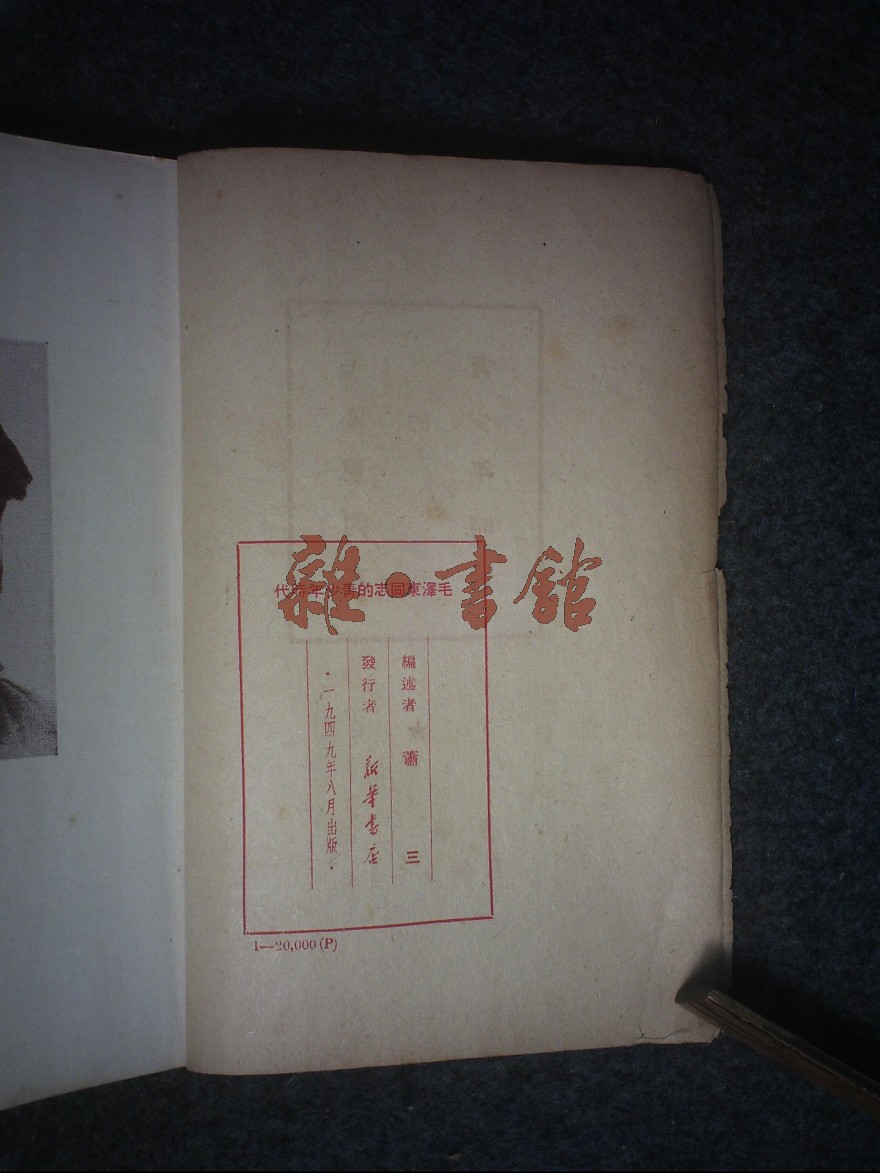 毛澤東同志的青少年時代
編述者 蕭 三
發行者 新華書店
·一九四九年八月出版·
1—20,000 (P)
雜·書館